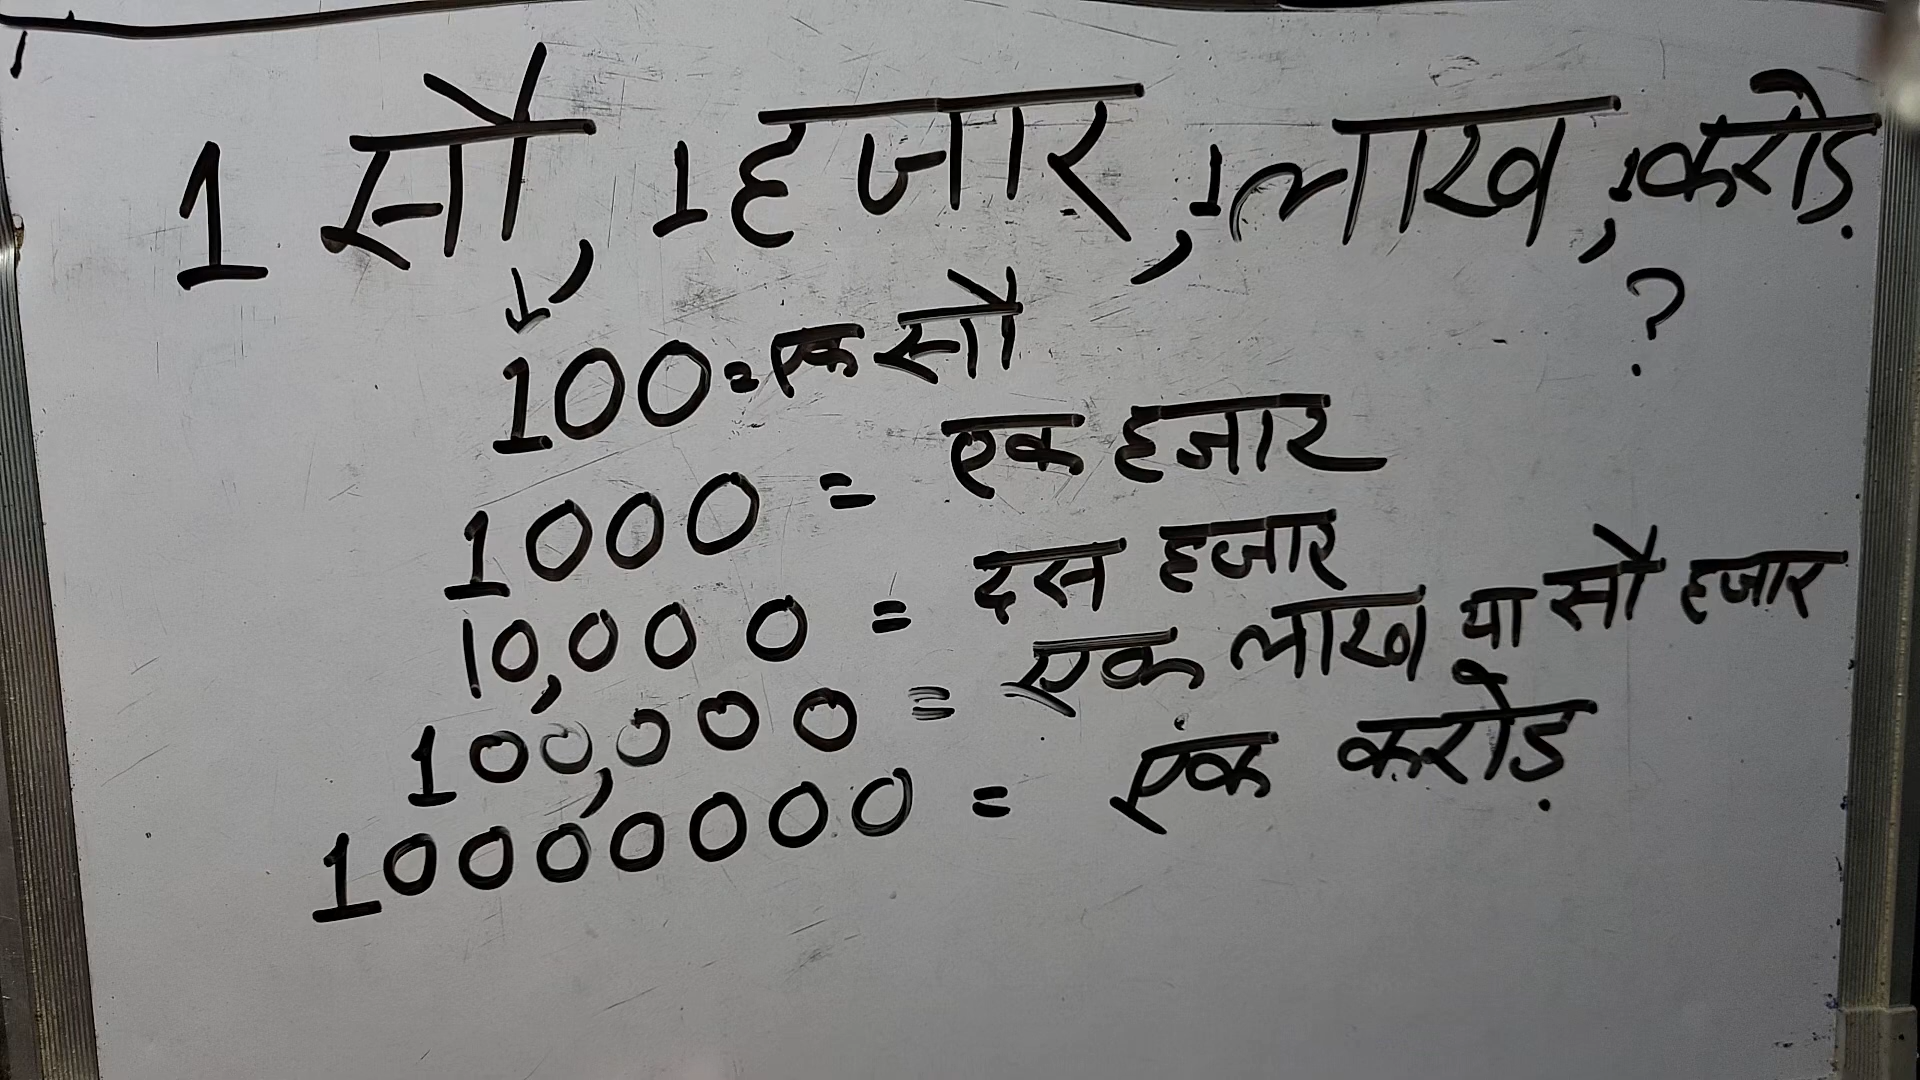 1 सौ, 1 हजार, 1 लाख, 1 करोड़ ?
100 = एक सौ
1000 = एक हजार
10,000 = दस हजार
100,000 = एक लाख या सौ हजार
10000000 = एक करोड़